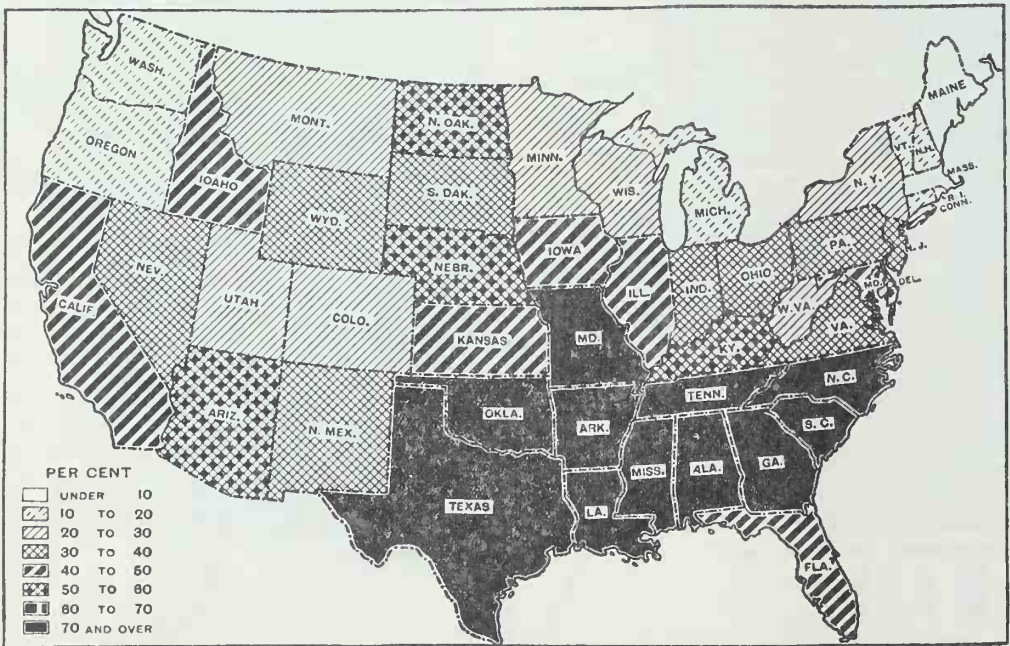 WASH.
OREGON
CALIF.
IOAHO
NEV.
MONT.
WYO.
UTAH
COLO.
ARIZ.
N. MEX.
N. OAK.
S. DAK.
NEBR.
KANSAS
OKLA.
TEXAS
MINN.
IOWA
MO.
ARK.
LA.
WIS.
ILL.
MICH.
IND.
OHIO
KY.
TENN.
MISS.
ALA.
GA.
FLA.
S. C.
N. C.
VA.
W. VA.
MD.
DEL.
PA.
N. J.
N. Y.
CONN.
R. I.
MASS.
VT.
N.H.
MAINE
PER CENT
UNDER 10
10 TO 20
20 TO 30
30 TO 40
40 TO 50
50 TO 60
60 TO 70
70 AND OVER